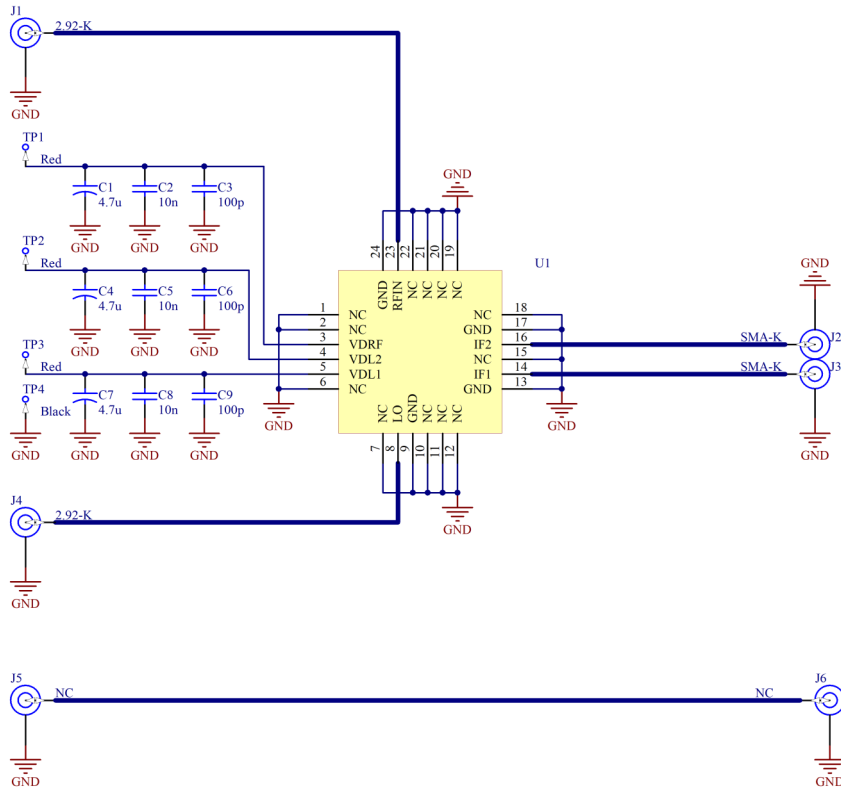 J1
2.92-K
GND
TP1
Red
C1
4.7u
C2
10n
C3
100p
GND
GND
GND
TP2
Red
C4
4.7u
C5
10n
C6
100p
GND
GND
GND
TP3
Red
TP4
Black
C7
4.7u
C8
10n
C9
100p
GND
GND
GND
GND
GND
24
23
22
21
20
19
U1
GND
RFIN
NC
NC
NC
NC
1
NC
2
NC
3
VDRF
4
VDL2
5
VDL1
6
NC
GND
NC
18
GND
17
IF2
16
NC
15
IF1
14
GND
13
GND
NC
LO
GND
NC
NC
NC
7
8
9
10
11
12
GND
GND
SMA-K
J2
SMA-K
J3
GND
J4
2.92-K
GND
J5
NC
NC
J6
GND
GND